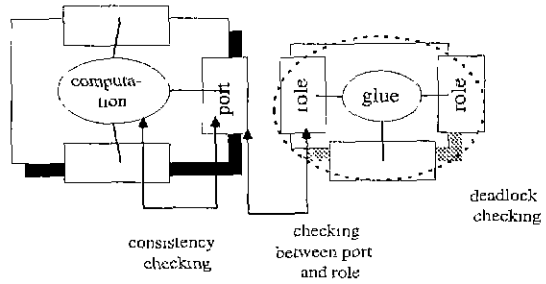 computa-
tion
port
role
glue
role
consistency
checking
checking
between port
and role
deadlock
checking